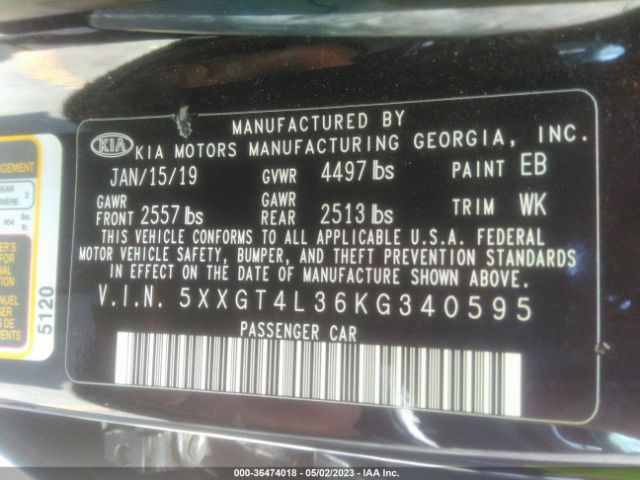 MANUFACTURED BY
KIA KIA MOTORS MANUFACTURING GEORGIA, INC.
JAN/15/19 GVWR 4497 lbs PAINT EB
GAWR FRONT 2557 lbs GAWR REAR 2513 lbs TRIM WK
THIS VEHICLE CONFORMS TO ALL APPLICABLE U.S.A. FEDERAL
MOTOR VEHICLE SAFETY, BUMPER, AND THEFT PREVENTION STANDARDS
IN EFFECT ON THE DATE OF MANUFACTURE SHOWN ABOVE.
V.I.N. 5XXGT4L36KG340595
PASSENGER CAR
5120
904
000-36474018 - 05/02/2023 - IAA Inc.